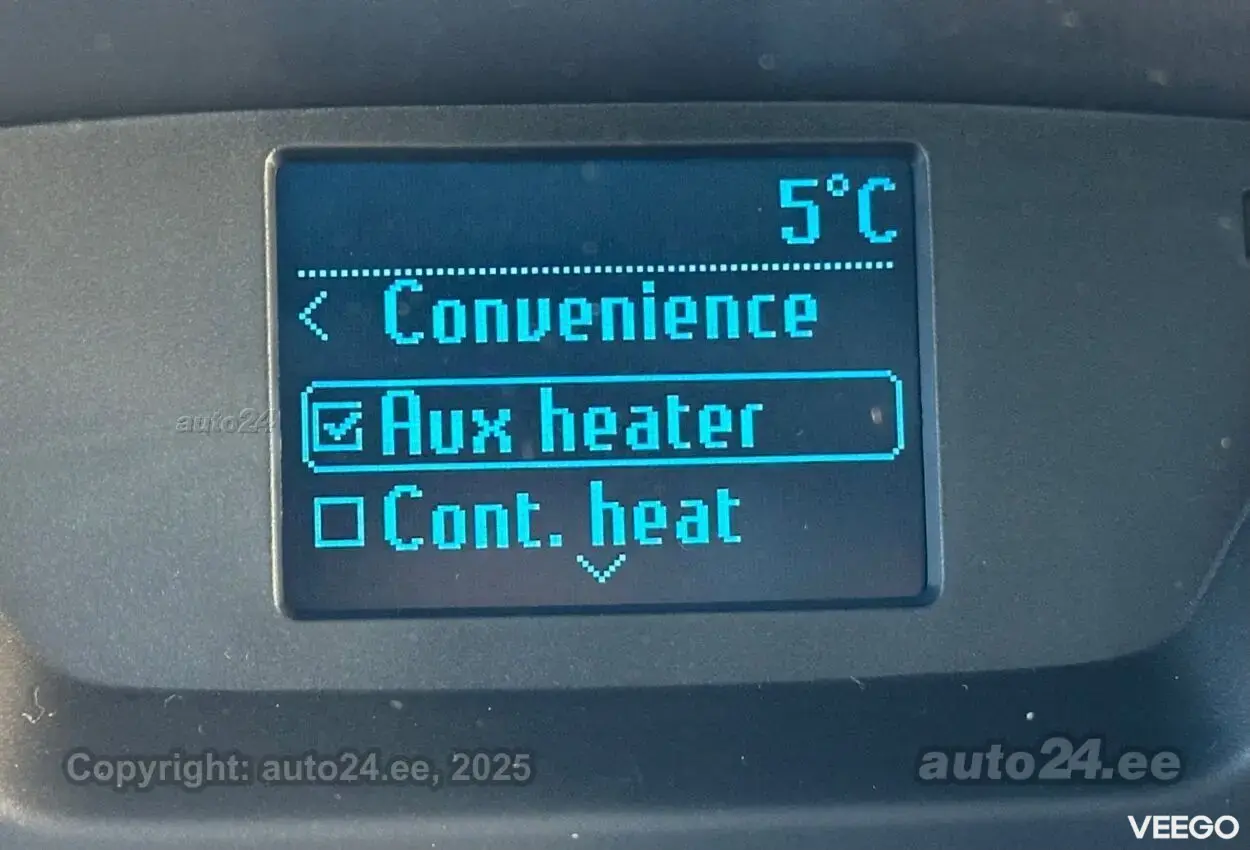 5°C
< Convenience
Aux heater
auto24
Cont. heat
Copyright: auto24.ee, 2025
auto24.ee
VEEGO